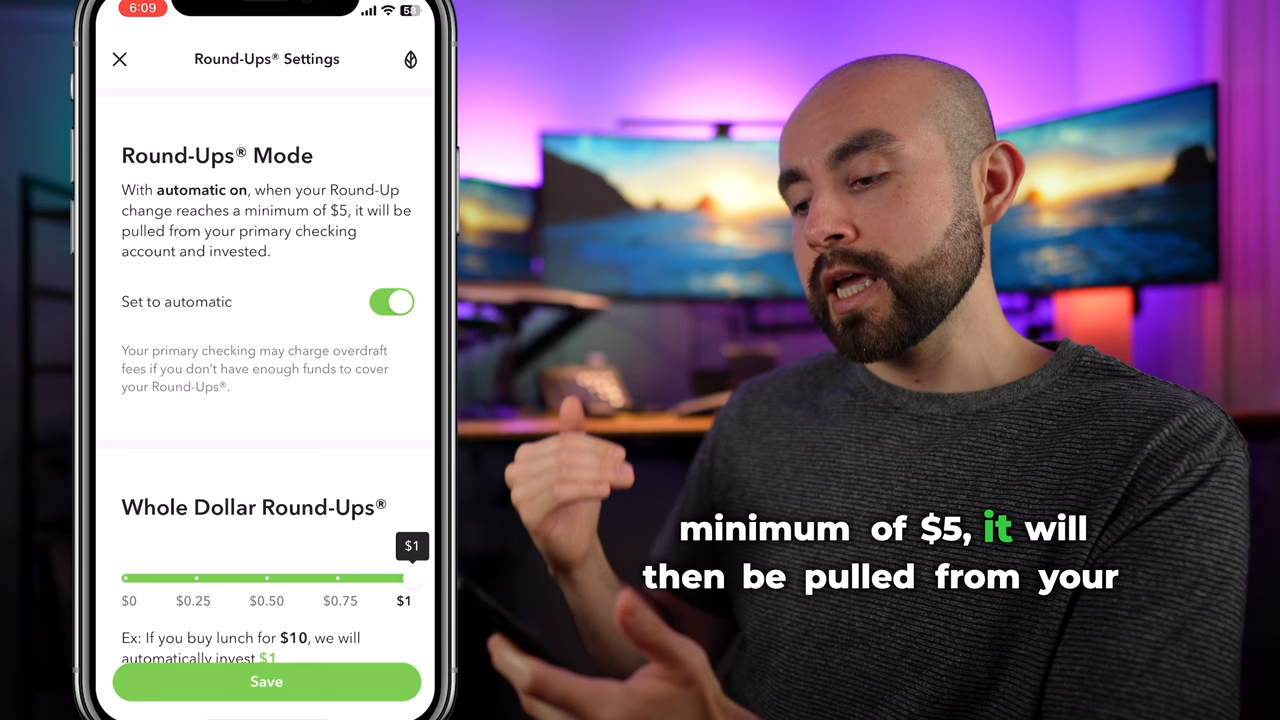 6:09
58
Round-Ups® Settings
Round-Ups® Mode
With automatic on, when your Round-Up
change reaches a minimum of $5, it will be
pulled from your primary checking
account and invested.
Set to automatic
Your primary checking may charge overdraft
fees if you don't have enough funds to cover
your Round-Ups®.
Whole Dollar Round-Ups®
$1
$0 $0.25 $0.50 $0.75 $1
Ex: If you buy lunch for $10, we will
automatically invest $1
Save
minimum of $5, it will
then be pulled from your